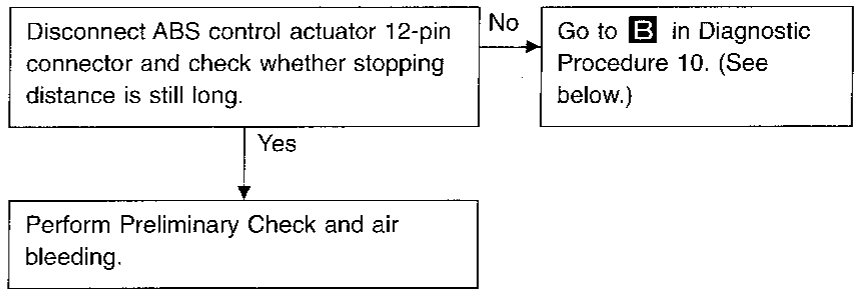 Disconnect ABS control actuator 12-pin
connector and check whether stopping
distance is still long.
No
Go to B in Diagnostic
Procedure 10. (See
below.)
Yes
Perform Preliminary Check and air
bleeding.